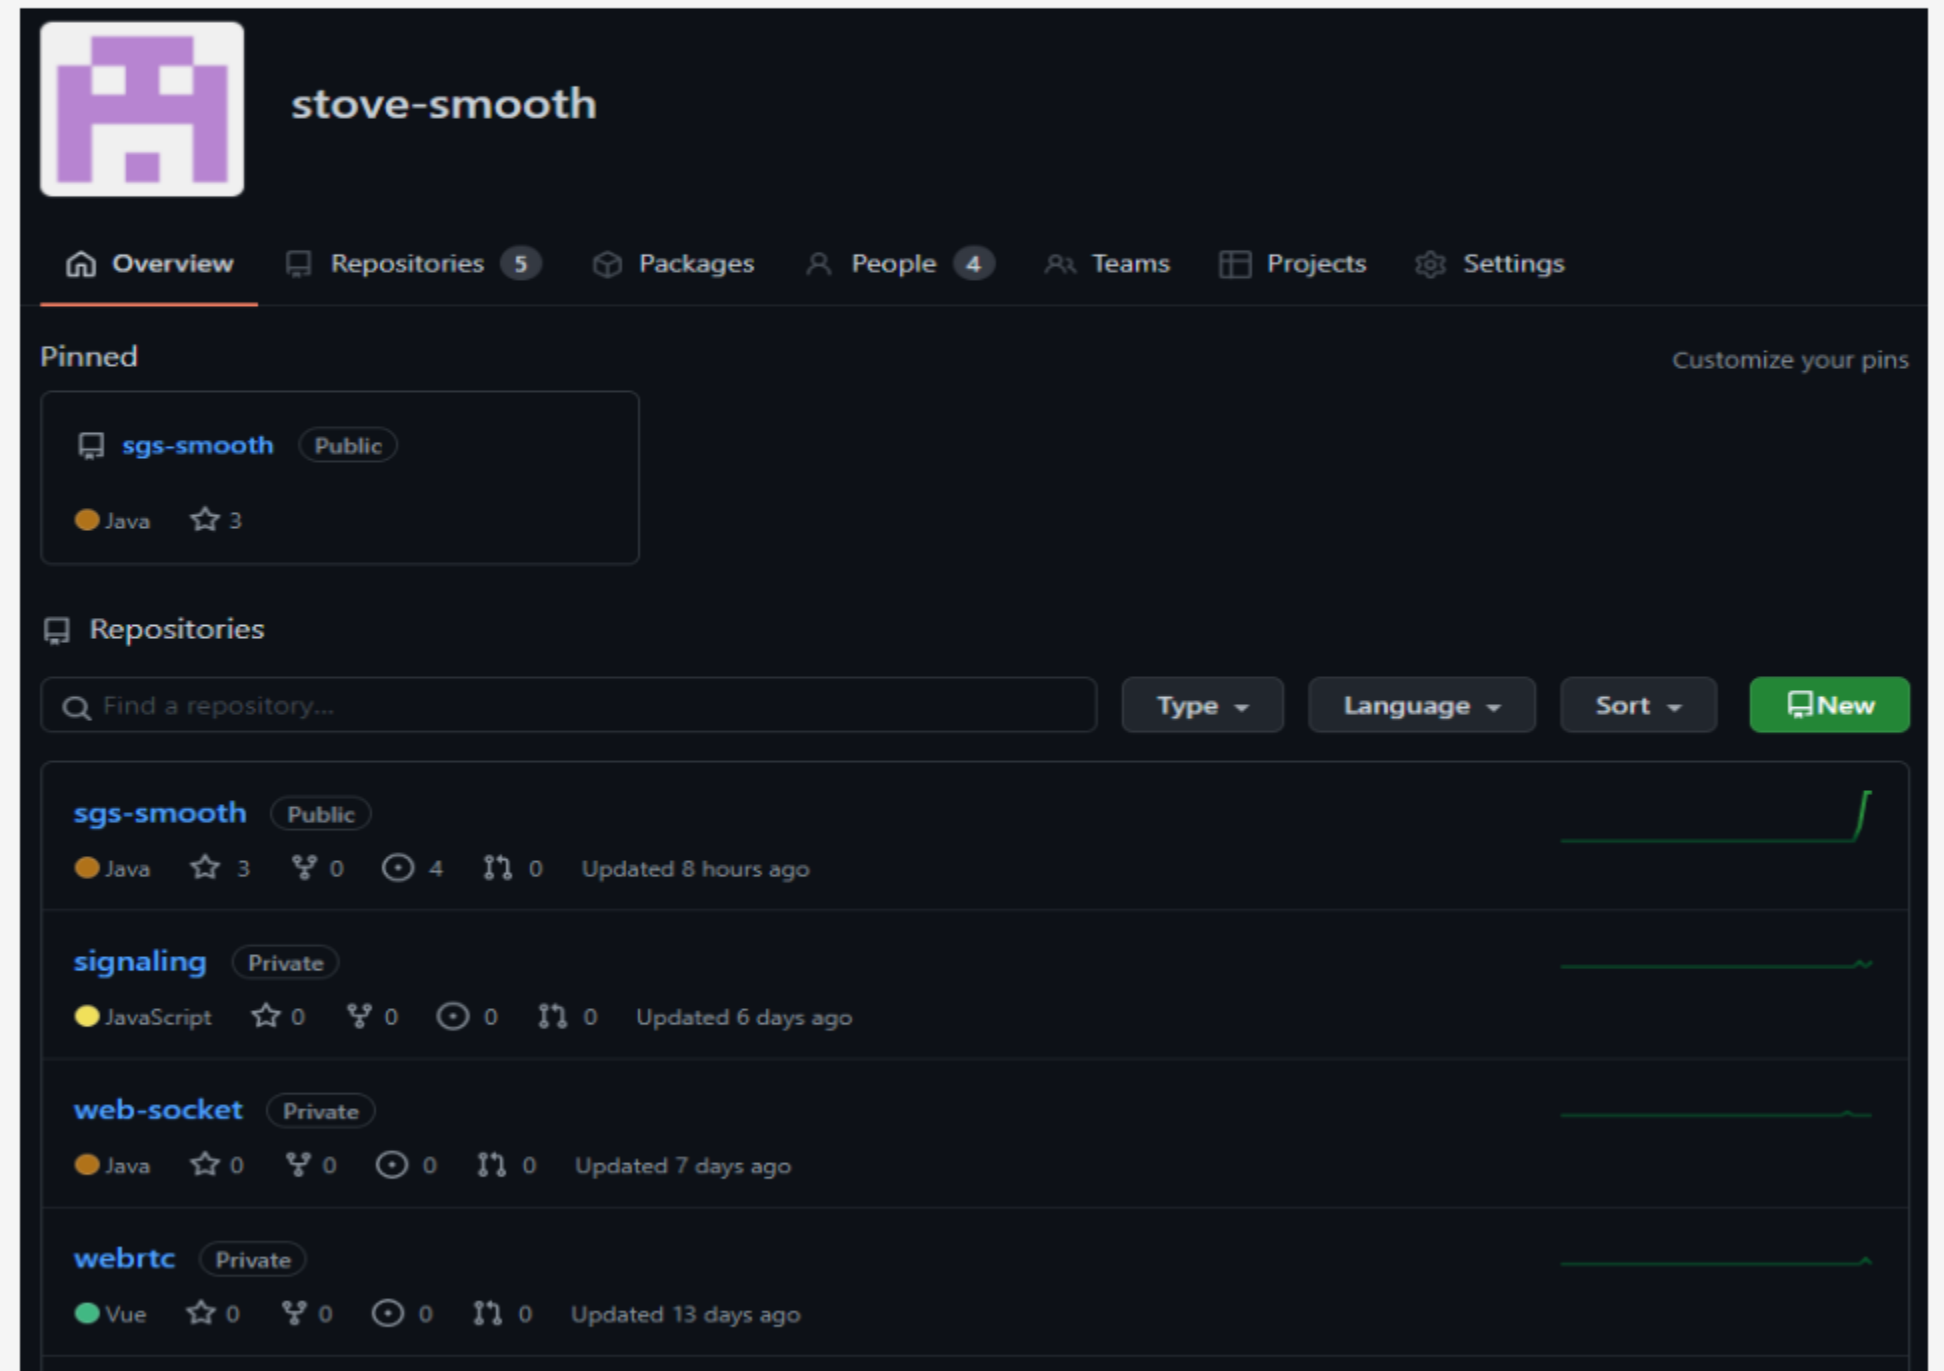 stove-smooth
Overview Repositories 5 Packages People 4 Teams Projects Settings
Pinned Customize your pins
sgs-smooth Public
Java 3
Repositories
Find a repository... Type Language Sort New
sgs-smooth Public
Java 3 0 4 0 Updated 8 hours ago
signaling Private
JavaScript 0 0 0 0 Updated 6 days ago
web-socket Private
Java 0 0 0 0 Updated 7 days ago
webrtc Private
Vue 0 0 0 0 Updated 13 days ago